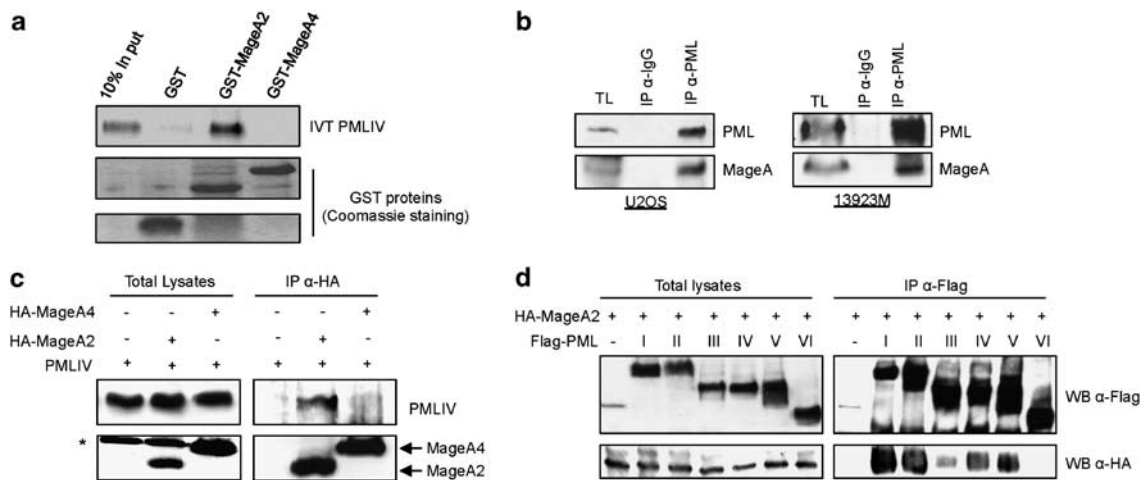 a
10% In put
GST
GST-MageA2
GST-MageA4
IVT PMLIV
GST proteins
(Coomassie staining)
b
TL
IP α-IgG
IP α-PML
PML
MageA
U2OS
TL
IP α-IgG
IP α-PML
PML
MageA
13923M
c
Total Lysates IP α-HA
HA-MageA4 - - + - - +
HA-MageA2 - + - - + -
PMLIV + + + + + +
PMLIV
*
MageA4
MageA2
d
Total lysates IP α-Flag
HA-MageA2 + + + + + + + + + + + + + +
Flag-PML - I II III IV V VI - I II III IV V VI
WB α-Flag
WB α-HA